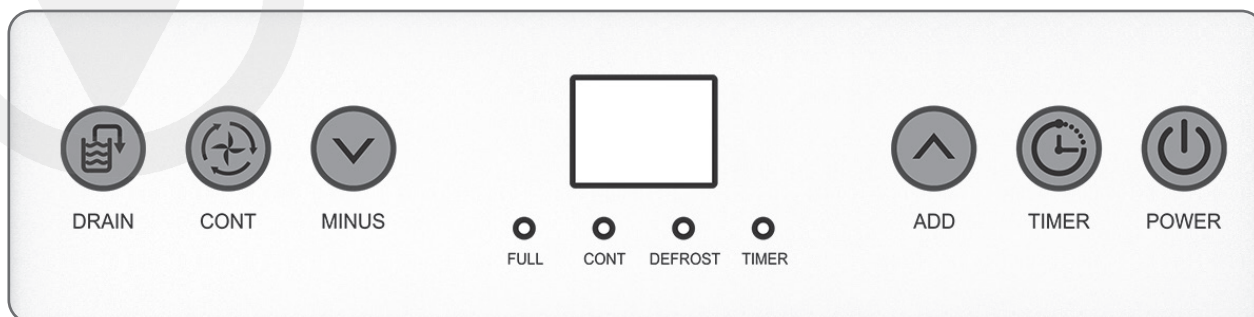 DRAIN CONT MINUS ADD TIMER POWER
FULL CONT DEFROST TIMER